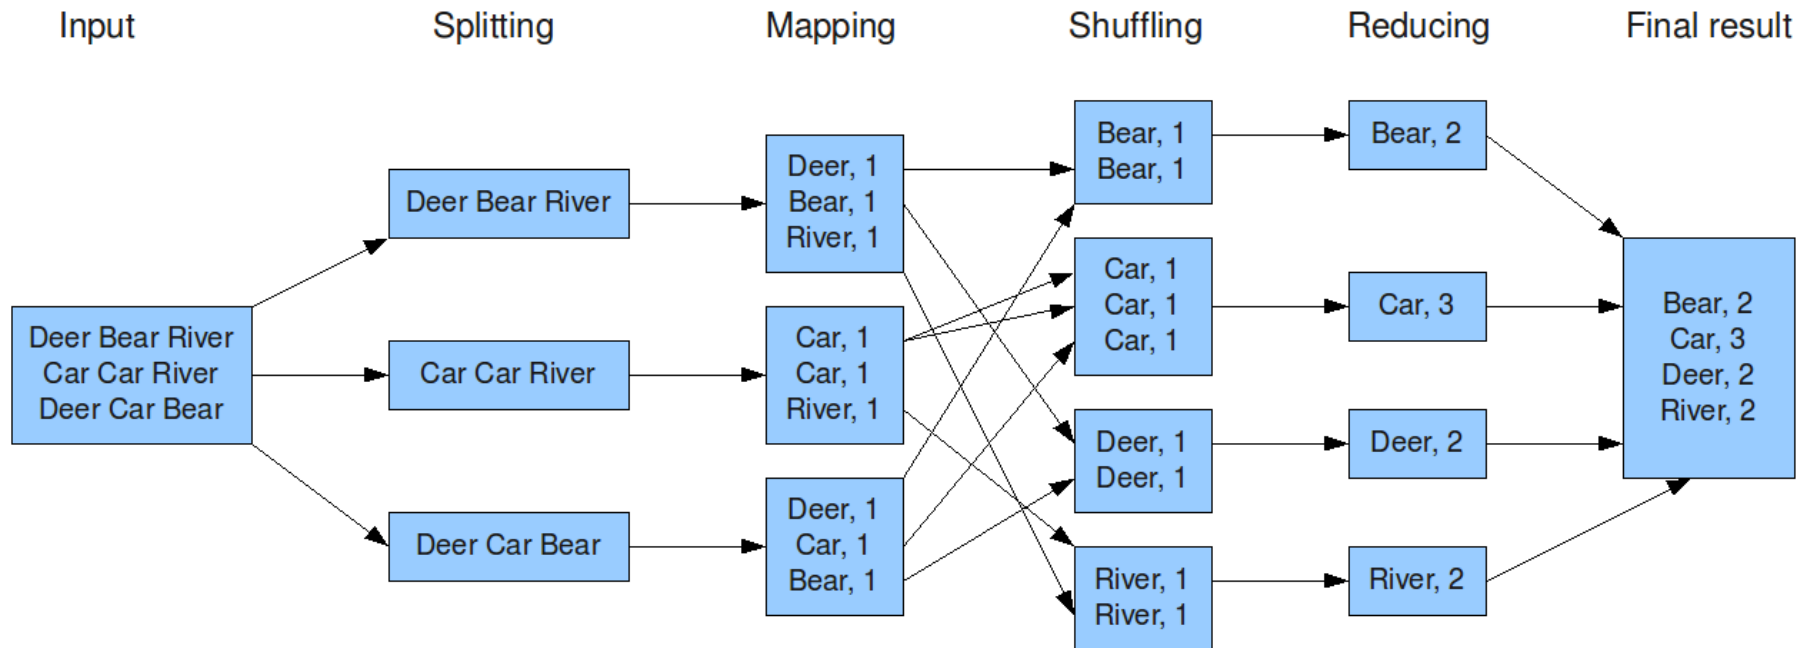 Input
Splitting
Mapping
Shuffling
Reducing
Final result
Deer Bear River
Car Car River
Deer Car Bear
Deer Bear River
Car Car River
Deer Car Bear
Deer, 1
Bear, 1
River, 1
Car, 1
Car, 1
River, 1
Deer, 1
Car, 1
Bear, 1
Bear, 1
Bear, 1
Car, 1
Car, 1
Car, 1
Deer, 1
Deer, 1
River, 1
River, 1
Bear, 2
Car, 3
Deer, 2
River, 2
Bear, 2
Car, 3
Deer, 2
River, 2